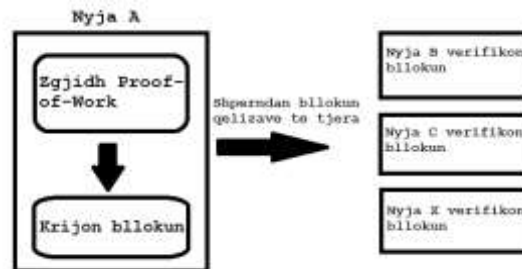 Nyja A
Zgjidh Proof-
of-Work
Krijon bllokun
Shperndan bllokun
qelizave te tjera
Nyja B verifikon
bllokun
Nyja C verifikon
bllokun
Nyja X verifikon
bllokun